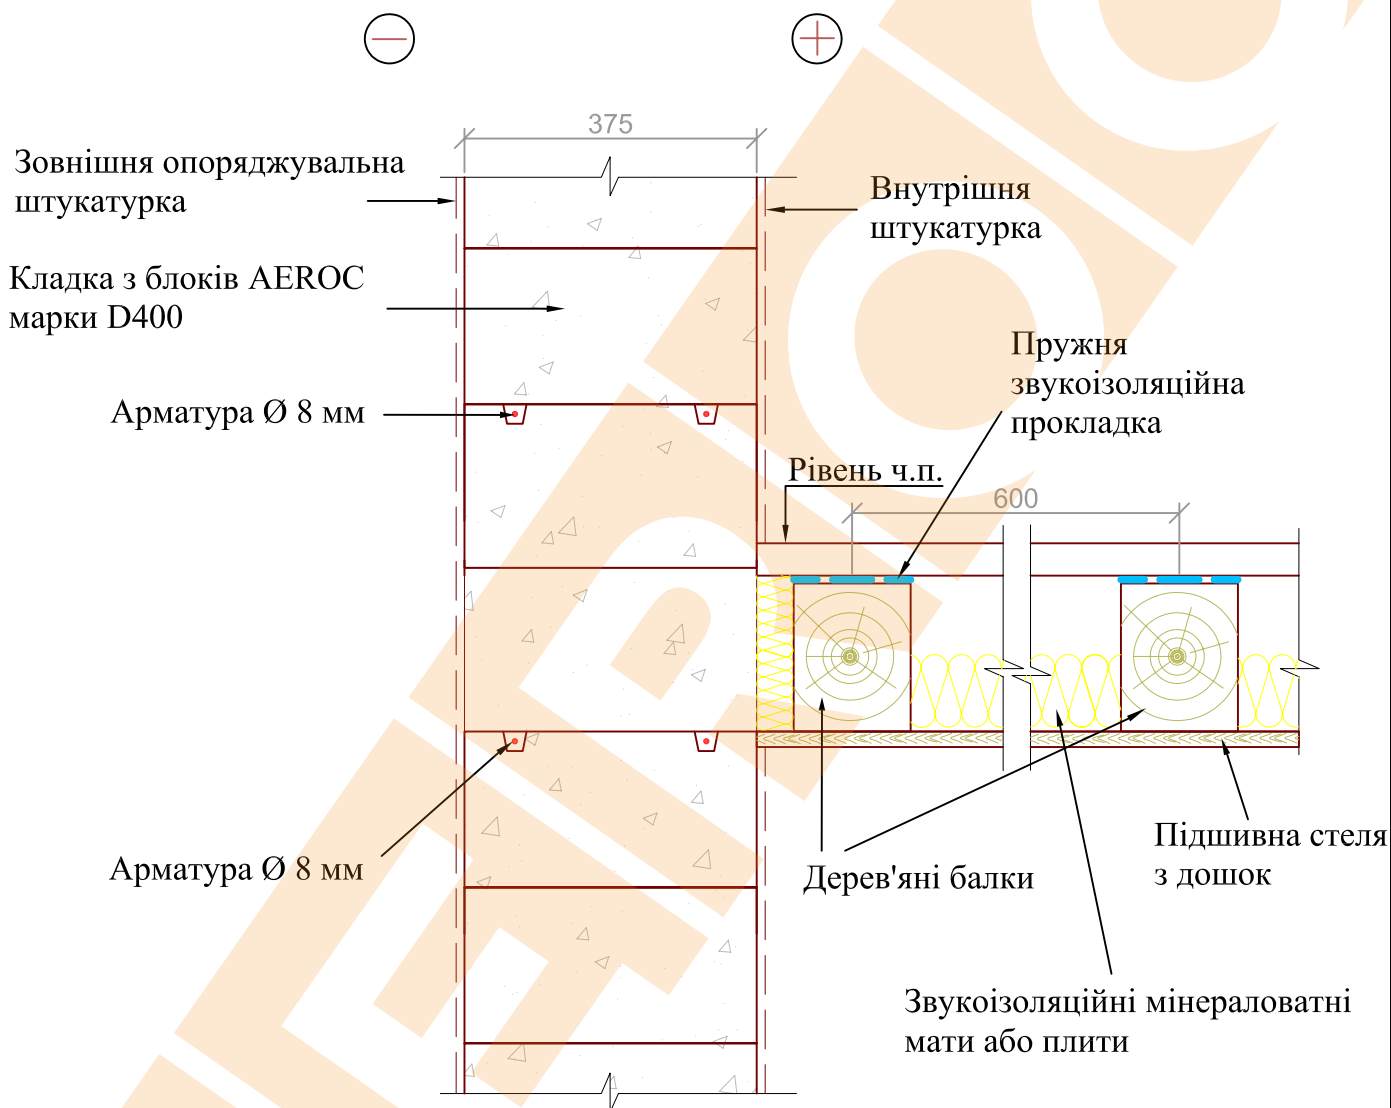 375
Зовнішня опоряджувальна
штукатурка
Внутрішня
штукатурка
Кладка з блоків AEROC
марки D400
Пружня
звукоізоляційна
прокладка
Арматура Ø 8 мм
Рівень ч.п.
600
Арматура Ø 8 мм
Дерев'яні балки
Підшивна стеля
з дошок
Звукоізоляційні мінераловатні
мати або плити
AEROC